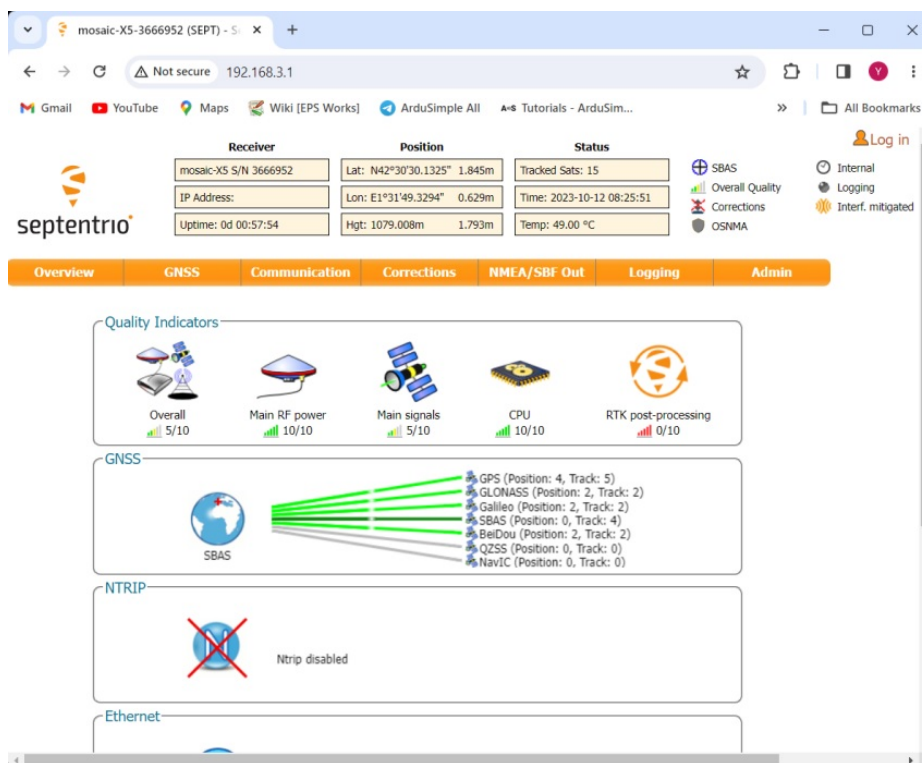 mosaic-X5-3666952 (SEPT) - S
Not secure 192.168.3.1
Gmail YouTube Maps Wiki [EPS Works] ArduSimple All A•S Tutorials - ArduSim... » All Bookmarks
Log in
Receiver Position Status
mosaic-X5 S/N 3666952 Lat: N42°30'30.1325" 1.845m Tracked Sats: 15 SBAS Internal
IP Address: Lon: E1°31'49.3294" 0.629m Time: 2023-10-12 08:25:51 Overall Quality Logging
Corrections Interf. mitigated
septentrio Uptime: 0d 00:57:54 Hgt: 1079.008m 1.793m Temp: 49.00 °C OSNMA
Overview GNSS Communication Corrections NMEA/SBF Out Logging Admin
Quality Indicators
Overall Main RF power Main signals CPU RTK post-processing
5/10 10/10 5/10 10/10 0/10
GNSS
GPS (Position: 4, Track: 5)
GLONASS (Position: 2, Track: 2)
Galileo (Position: 2, Track: 2)
SBAS (Position: 0, Track: 4)
BeiDou (Position: 2, Track: 2)
QZSS (Position: 0, Track: 0)
NavIC (Position: 0, Track: 0)
SBAS
NTRIP
Ntrip disabled
Ethernet